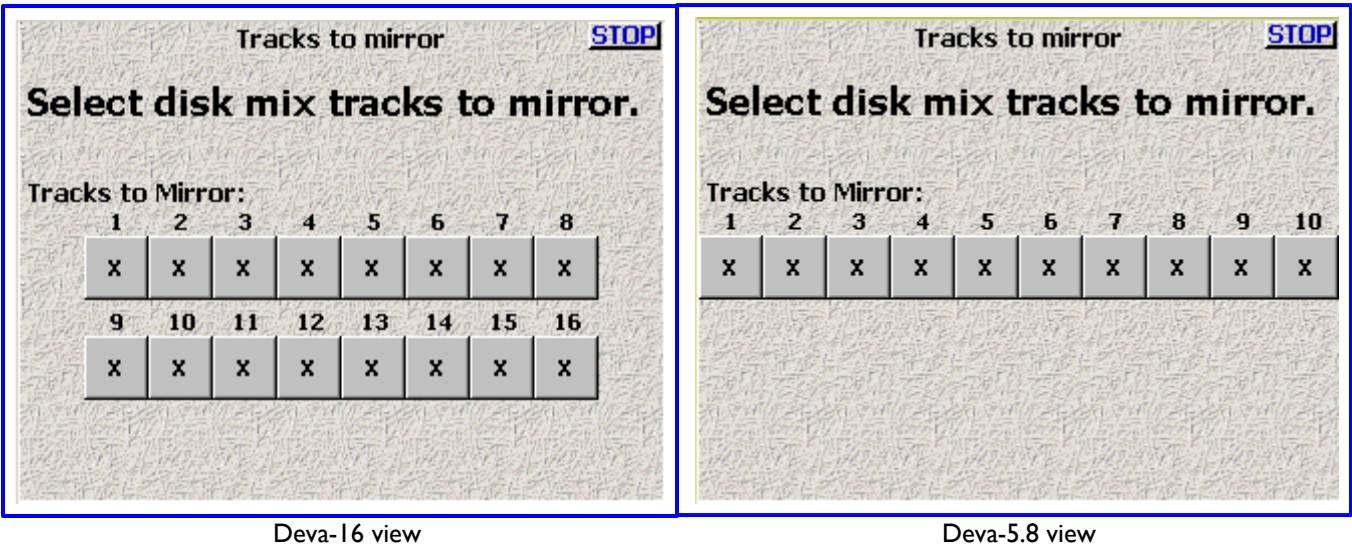 Tracks to mirror STOP
Select disk mix tracks to mirror.
Tracks to Mirror:
1 2 3 4 5 6 7 8
x x x x x x x x
9 10 11 12 13 14 15 16
x x x x x x x x
Deva-16 view
Tracks to mirror STOP
Select disk mix tracks to mirror.
Tracks to Mirror:
1 2 3 4 5 6 7 8 9 10
x x x x x x x x x x
Deva-5.8 view